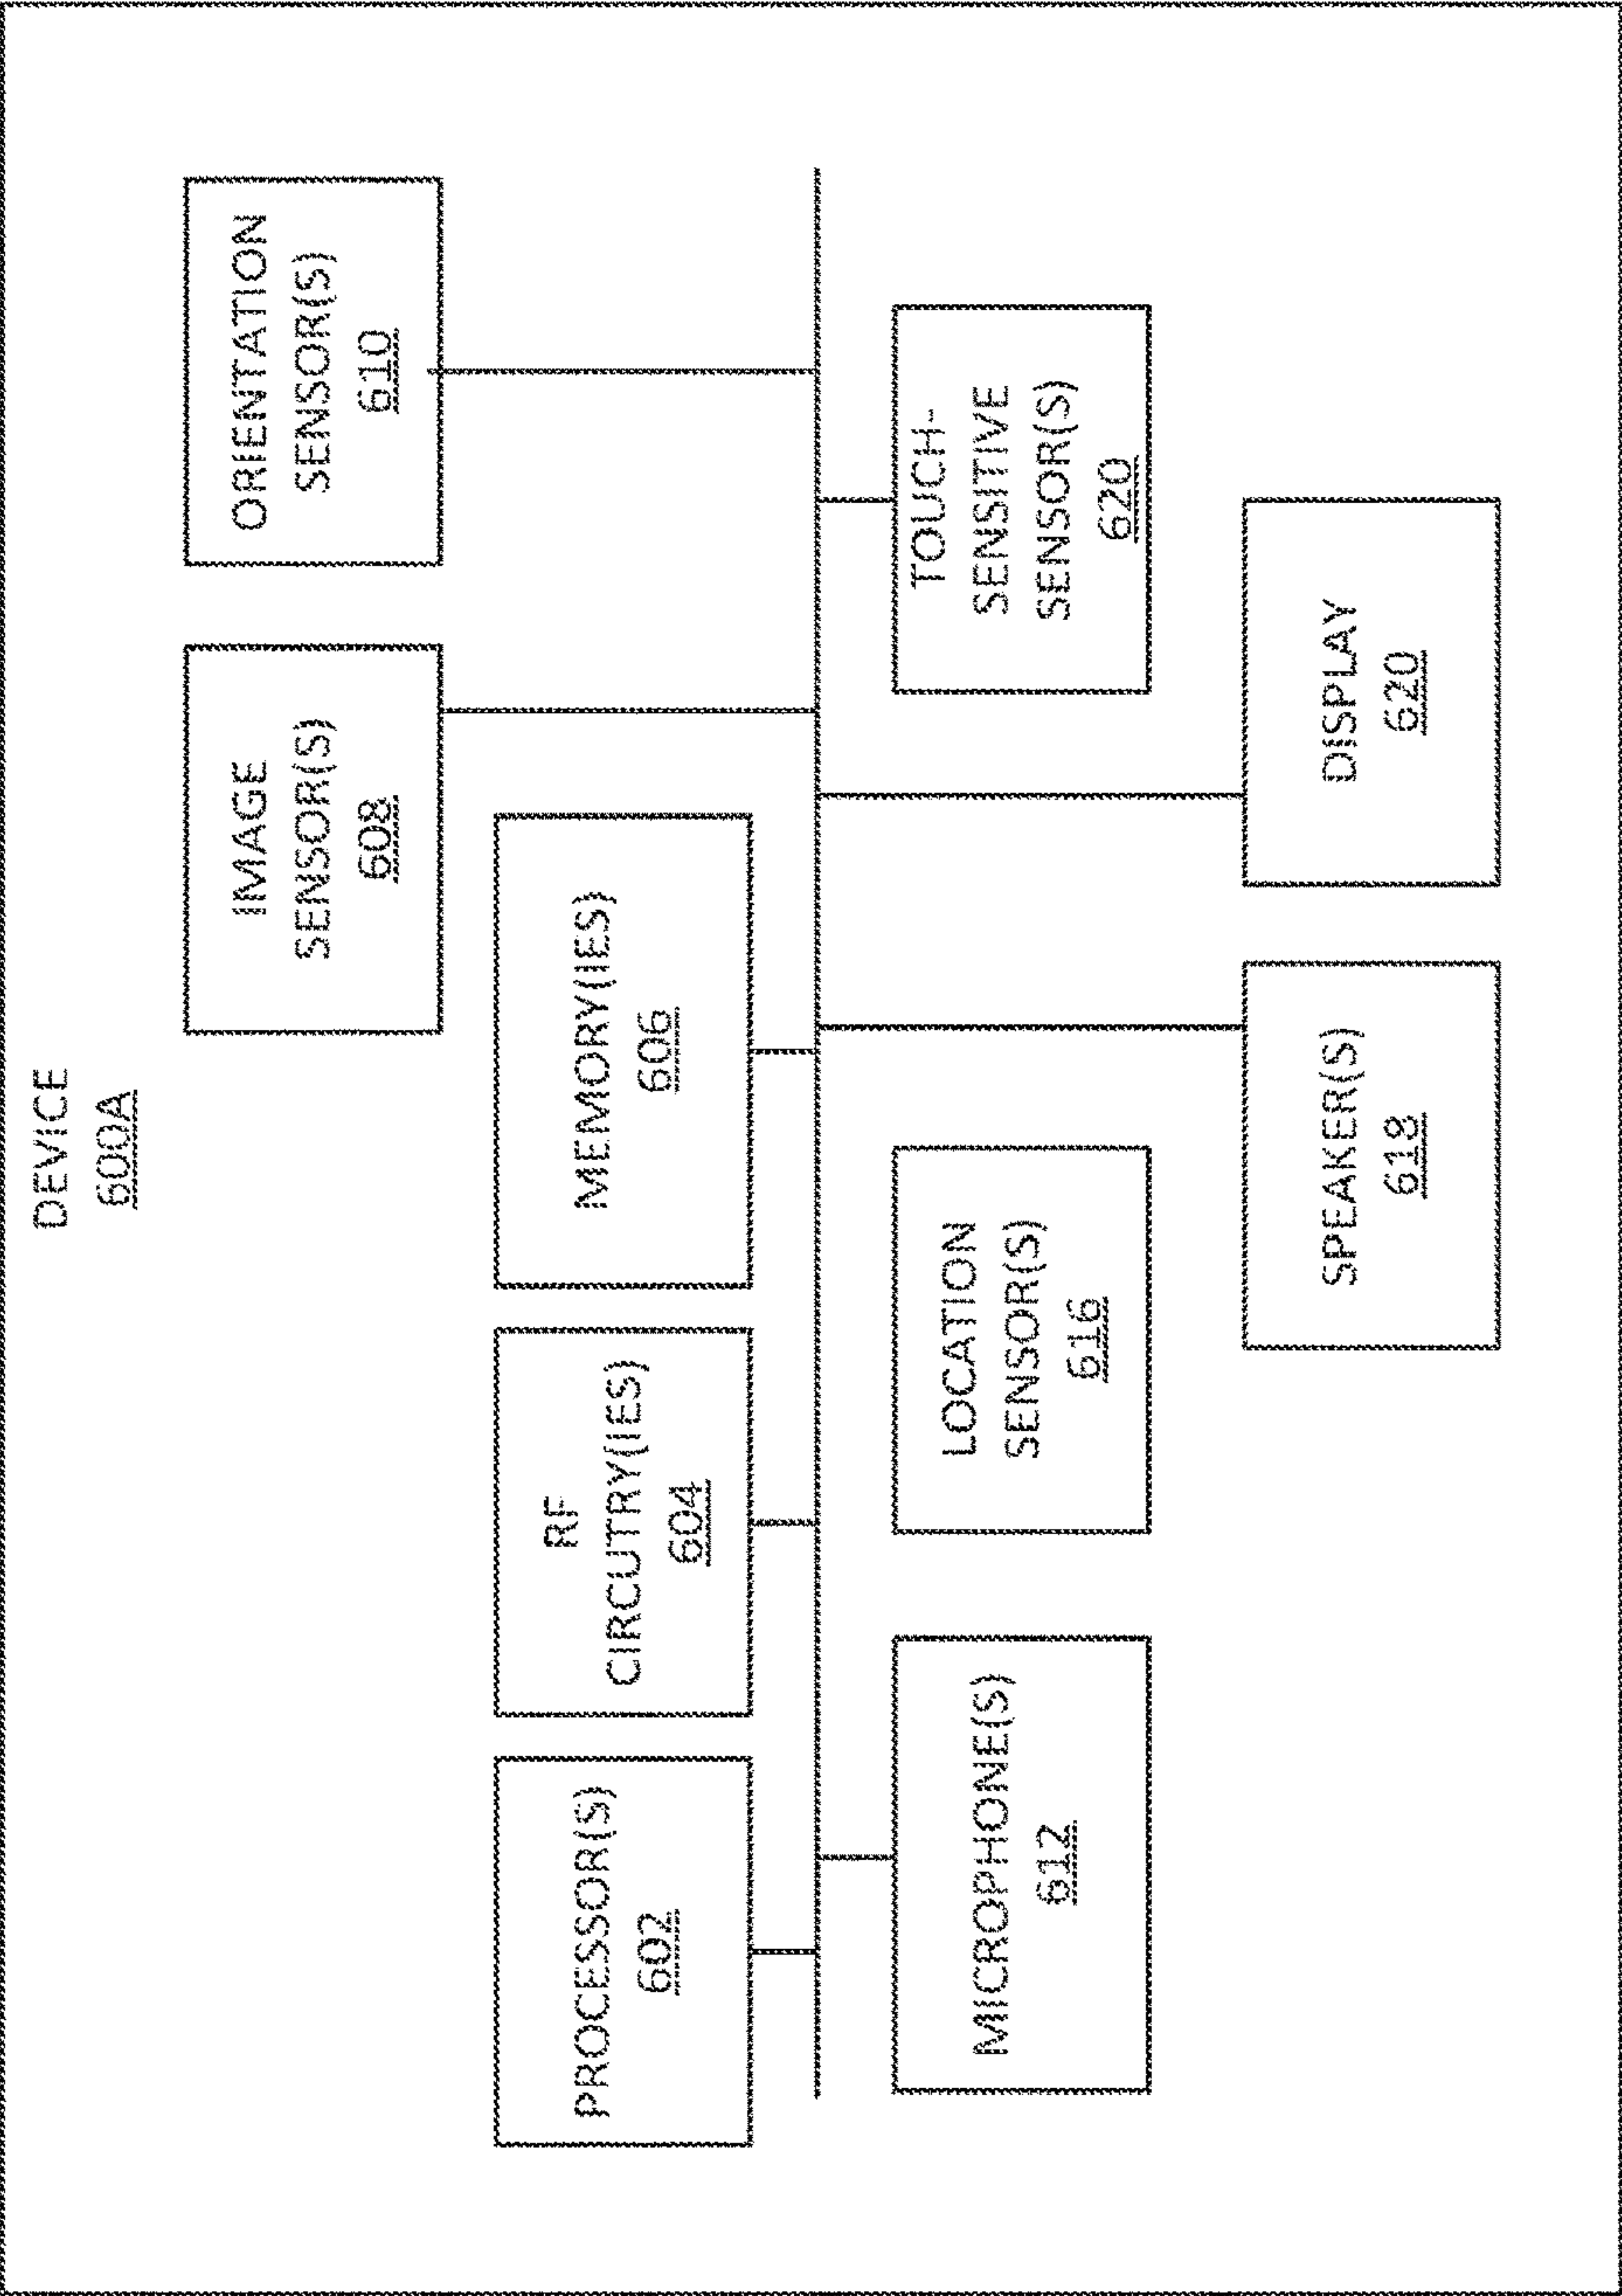 DEVICE
600A
IMAGE
SENSOR(S)
608
ORIENTATION
SENSOR(S)
610
PROCESSOR(S)
602
RF
CIRCUTRY(IES)
604
MEMORY(IES)
606
MICROPHONE(S)
612
LOCATION
SENSOR(S)
616
TOUCH-
SENSITIVE
SENSOR(S)
620
SPEAKER(S)
618
DISPLAY
620